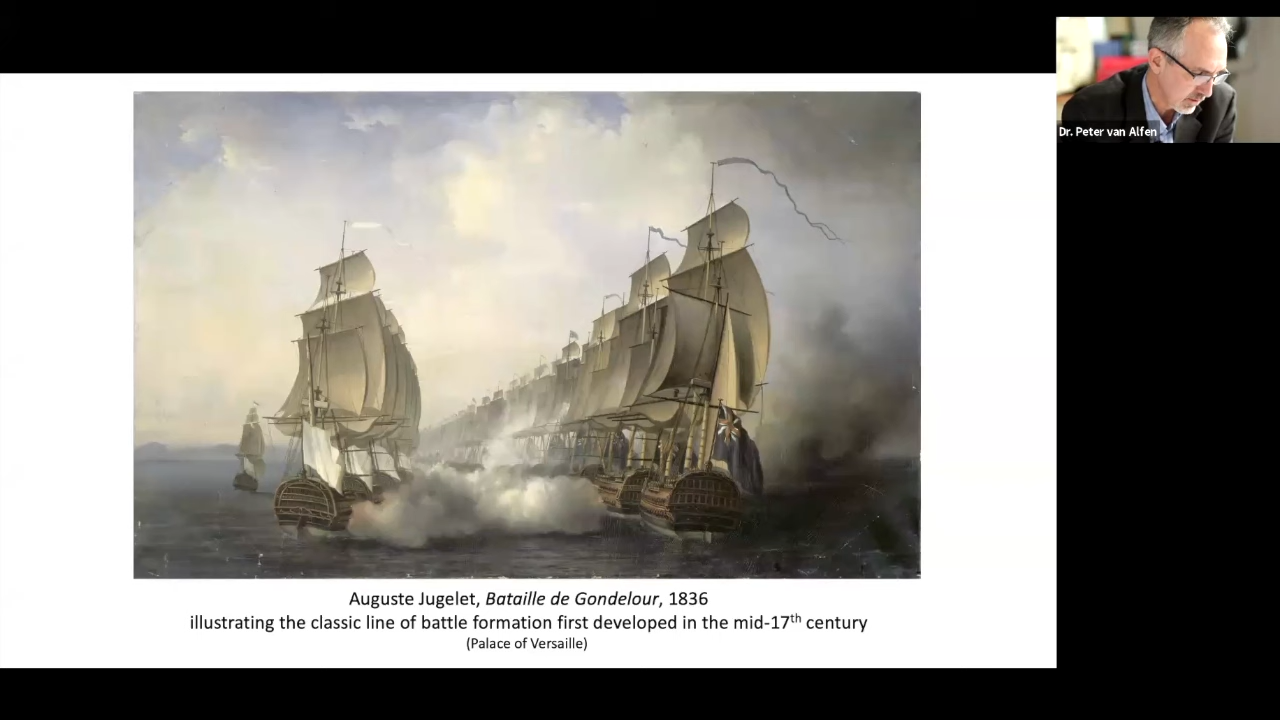 Dr. Peter van Alfen
Auguste Jugelet, Bataille de Gondelour, 1836
illustrating the classic line of battle formation first developed in the mid-17th century
(Palace of Versaille)